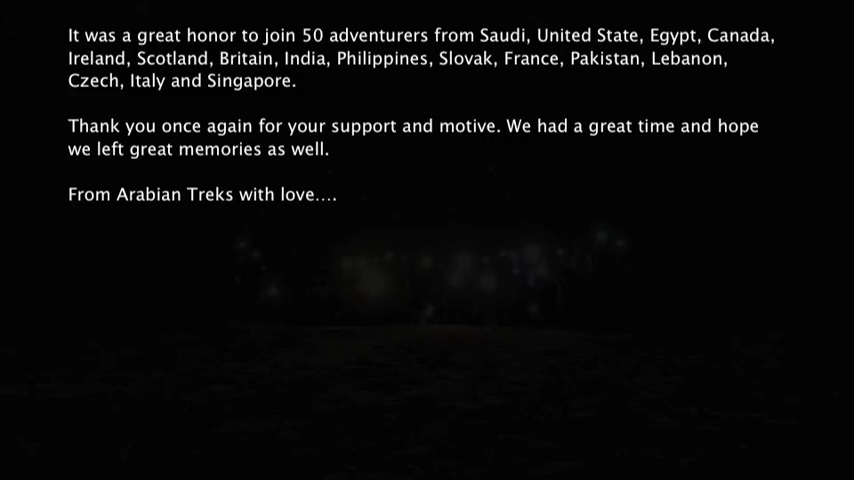 It was a great honor to join 50 adventurers from Saudi, United State, Egypt, Canada,
Ireland, Scotland, Britain, India, Philippines, Slovak, France, Pakistan, Lebanon,
Czech, Italy and Singapore.
Thank you once again for your support and motive. We had a great time and hope
we left great memories as well.
From Arabian Treks with love....